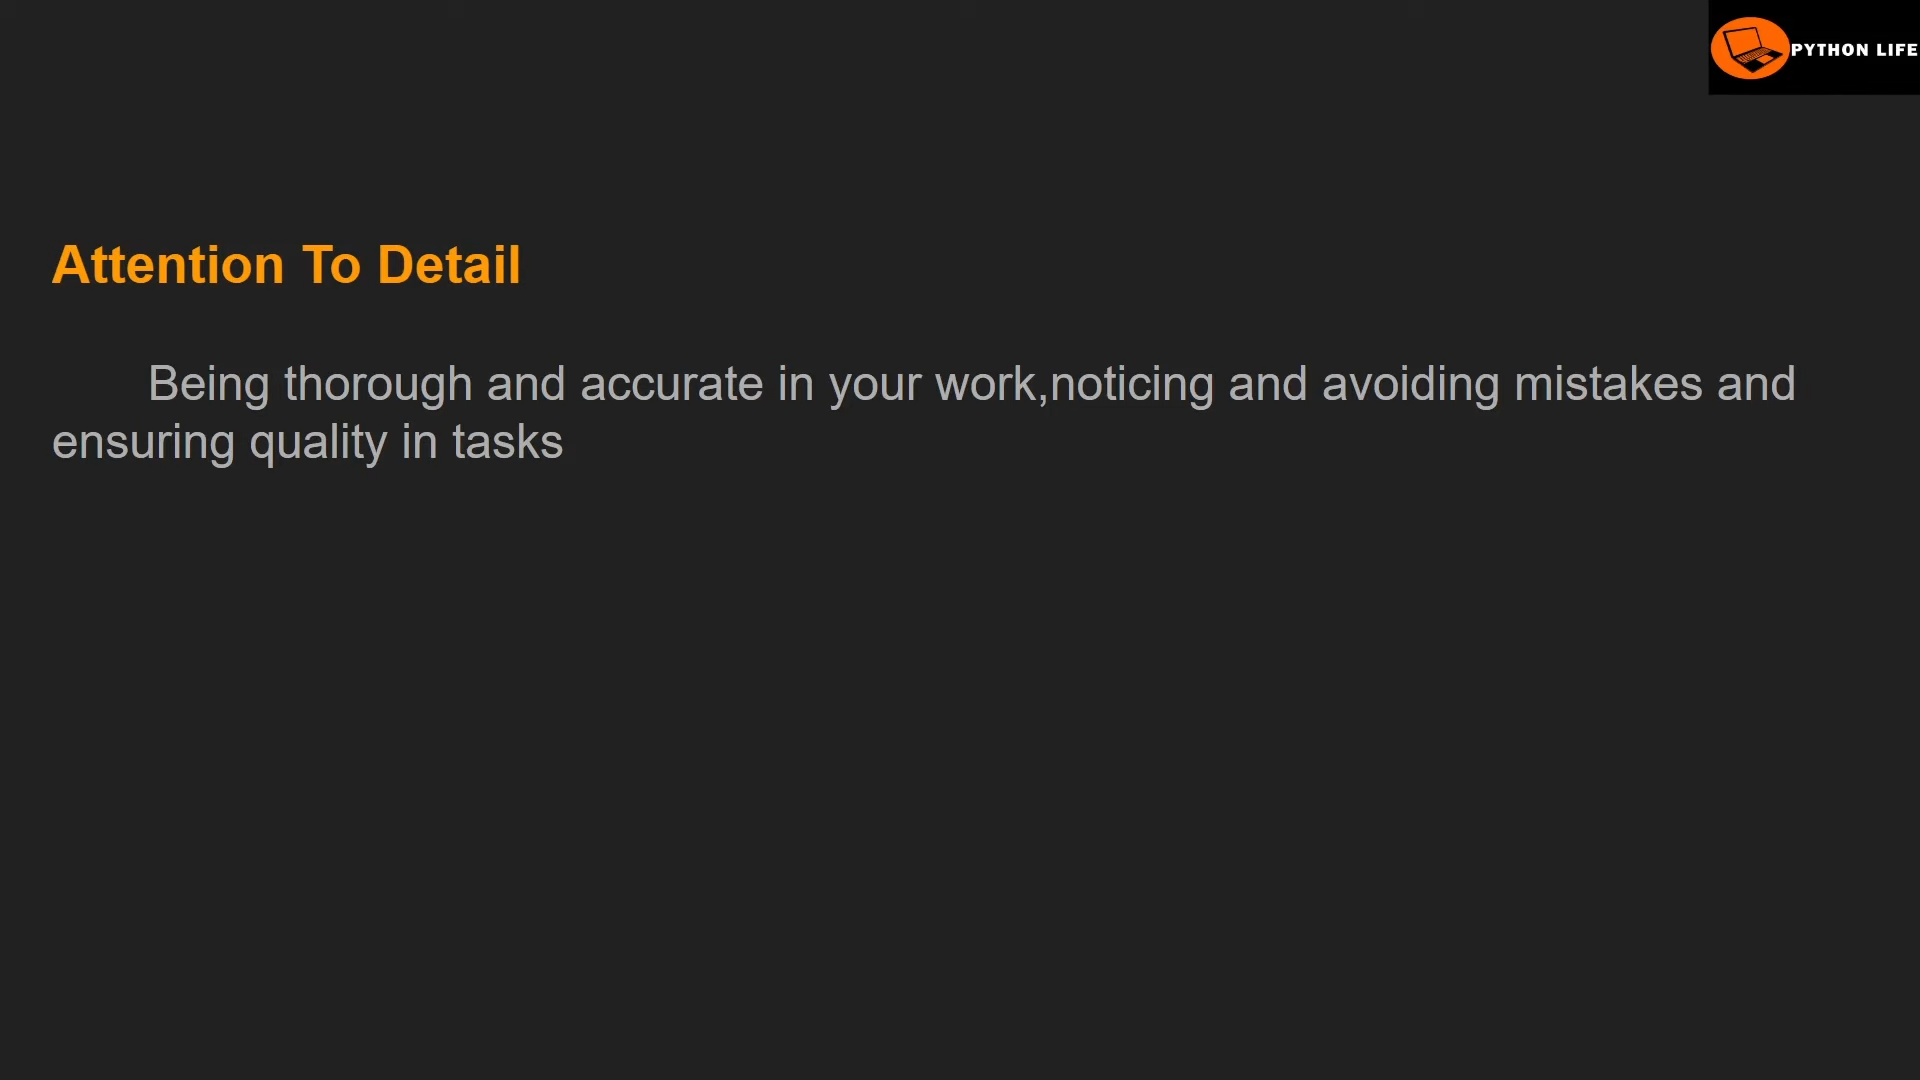 PYTHON LIFE
Attention To Detail
Being thorough and accurate in your work,noticing and avoiding mistakes and
ensuring quality in tasks